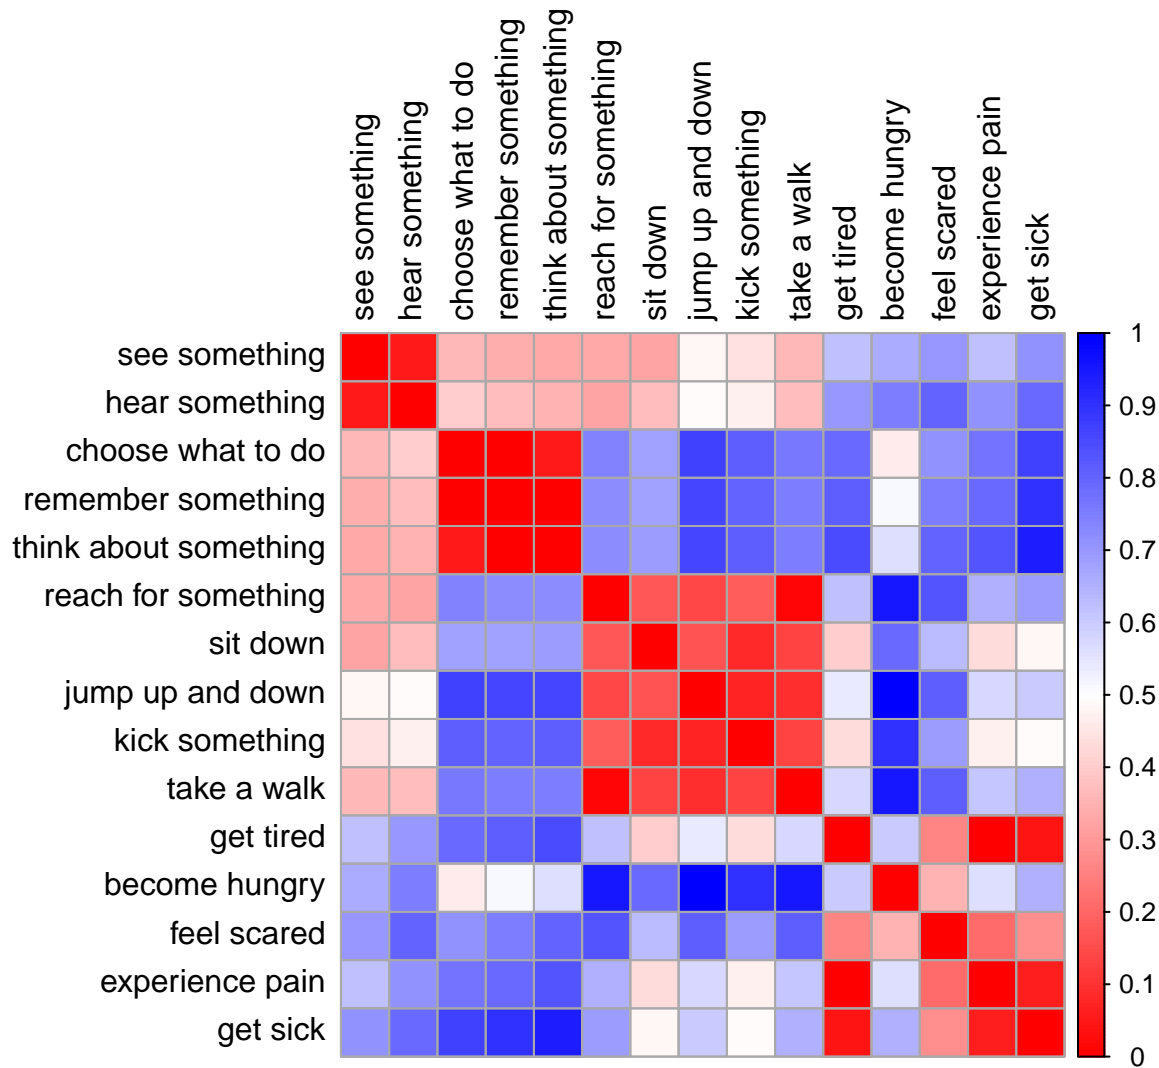 see something
hear something
choose what to do
remember something
think about something
reach for something
sit down
jump up and down
kick something
take a walk
get tired
become hungry
feel scared
experience pain
get sick
see something
hear something
choose what to do
remember something
think about something
reach for something
sit down
jump up and down
kick something
take a walk
get tired
become hungry
feel scared
experience pain
get sick
1
0.9
0.8
0.7
0.6
0.5
0.4
0.3
0.2
0.1
0